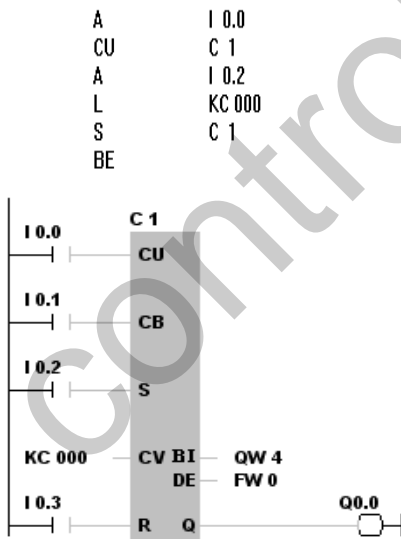 A I 0.0
CU C 1
A I 0.2
L KC 000
S C 1
BE
C 1
I 0.0
CU
I 0.1
CB
I 0.2
S
KC 000 CV BI QW 4
DE FW 0
I 0.3 Q0.0
R Q
contro